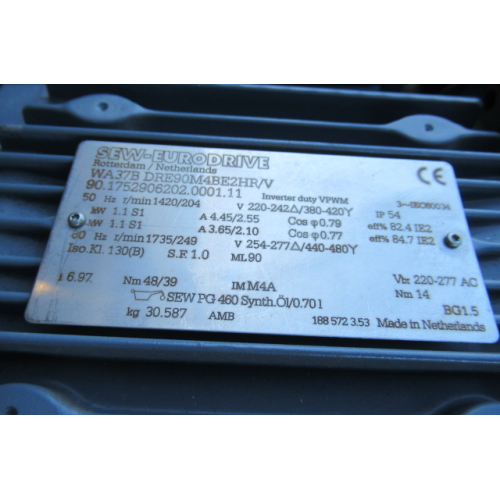 SEW-EURODRIVE
Rotterdam / Netherlands
WA37B DRE90M4BE2HR/V CE
90.1752906202.0001.11 Inverter duty VPWM 3~IEC60034
50 Hz r/min 1420/204 V 220-242△/380-420Y IP 54
kW 1.1 S1 A 4.45/2.55 Cos φ 0.79 eff% 82.4 IE2
kW 1.1 S1 A 3.65/2.10 Cos φ 0.77 eff% 84.7 IE2
60 Hz r/min 1735/249 V 254-277△/440-480Y
Iso.Kl. 130(B) S.F. 1.0 ML 90
i 6.97 Nm 48/39 IM M4A Vbr 220-277 AC
SEW PG 460 Synth.Öl/0.70 l Nm 14
kg 30.587 AMB 188 572 3.53 Made in Netherlands BG1.5